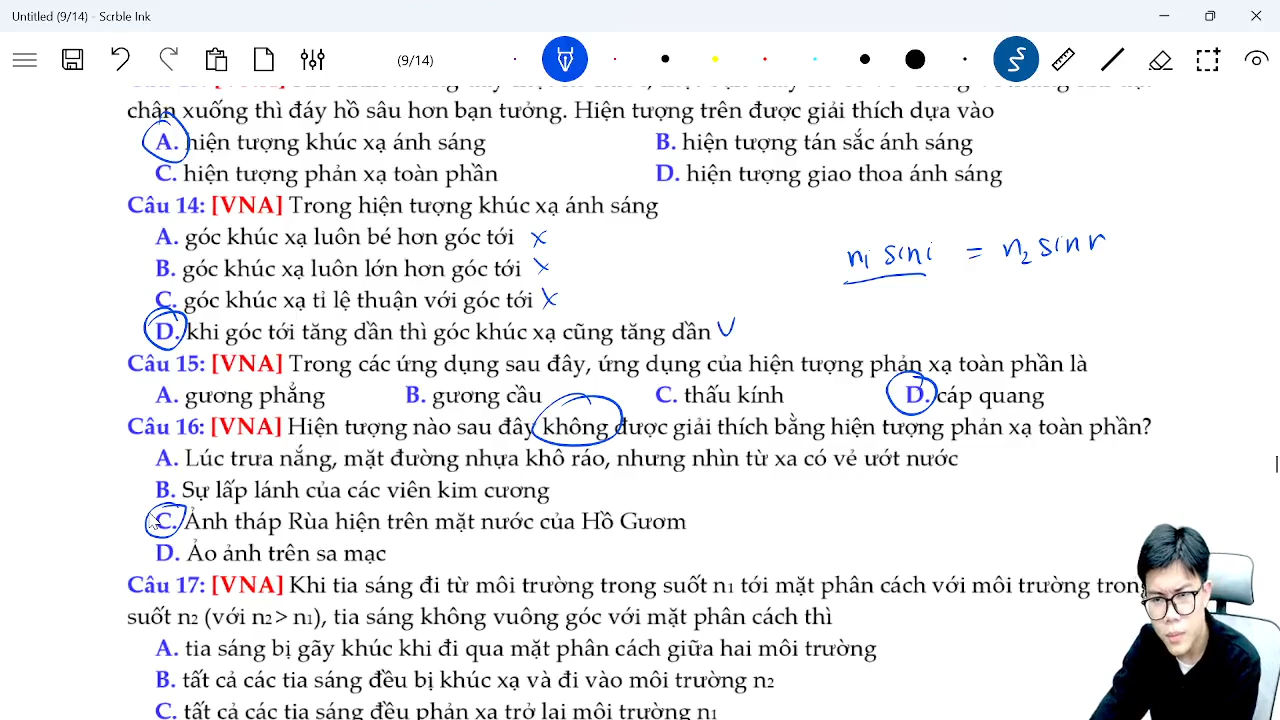 Untitled (9/14) - Scrble Ink
(9/14)
chân xuống thì đáy hồ sâu hơn bạn tưởng. Hiện tượng trên được giải thích dựa vào
A. hiện tượng khúc xạ ánh sáng B. hiện tượng tán sắc ánh sáng
C. hiện tượng phản xạ toàn phần D. hiện tượng giao thoa ánh sáng
Câu 14: [VNA] Trong hiện tượng khúc xạ ánh sáng
A. góc khúc xạ luôn bé hơn góc tới x
B. góc khúc xạ luôn lớn hơn góc tới x
n₁ sini = n₂ sinr
C. góc khúc xạ tỉ lệ thuận với góc tới x
D. khi góc tới tăng dần thì góc khúc xạ cũng tăng dần v
Câu 15: [VNA] Trong các ứng dụng sau đây, ứng dụng của hiện tượng phản xạ toàn phần là
A. gương phẳng B. gương cầu C. thấu kính D. cáp quang
Câu 16: [VNA] Hiện tượng nào sau đây không được giải thích bằng hiện tượng phản xạ toàn phần?
A. Lúc trưa nắng, mặt đường nhựa khô ráo, nhưng nhìn từ xa có vẻ ướt nước
B. Sự lấp lánh của các viên kim cương
C. Ảnh tháp Rùa hiện trên mặt nước của Hồ Gươm
D. Ảo ảnh trên sa mạc
Câu 17: [VNA] Khi tia sáng đi từ môi trường trong suốt n₁ tới mặt phân cách với môi trường trong
suốt n₂ (với n₂ > n₁), tia sáng không vuông góc với mặt phân cách thì
A. tia sáng bị gãy khúc khi đi qua mặt phân cách giữa hai môi trường
B. tất cả các tia sáng đều bị khúc xạ và đi vào môi trường n₂
C. tất cả các tia sáng đều phản xạ trở lại môi trường n₁